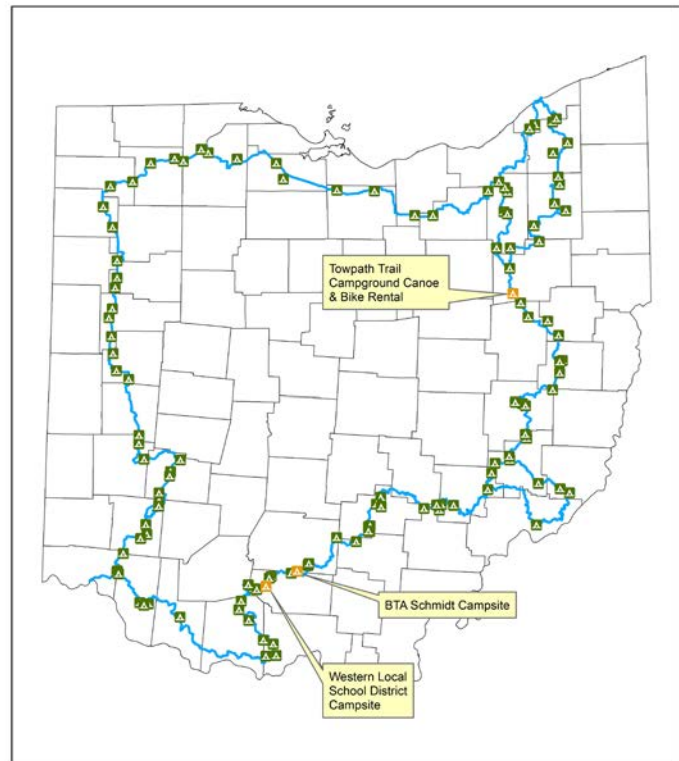 Towpath Trail
Campground Canoe
& Bike Rental
BTA Schmidt Campsite
Western Local
School District
Campsite